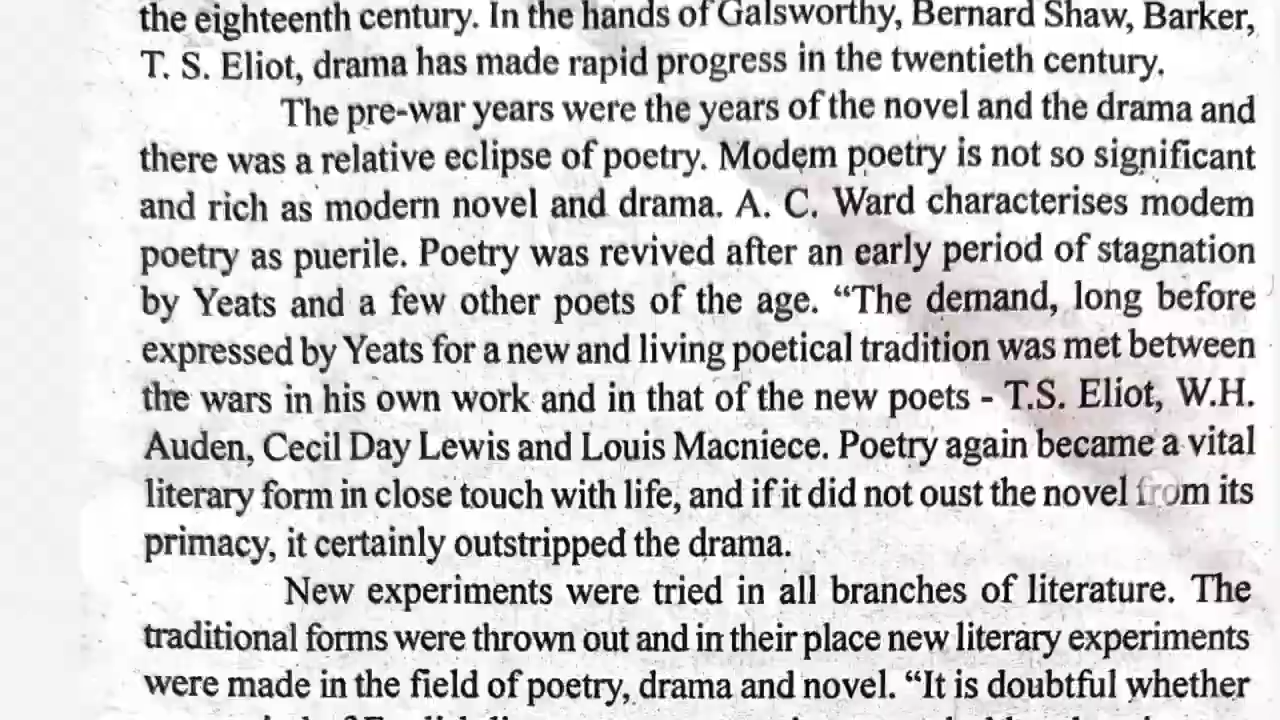 the eighteenth century. In the hands of Galsworthy, Bernard Shaw, Barker,
T. S. Eliot, drama has made rapid progress in the twentieth century.
The pre-war years were the years of the novel and the drama and
there was a relative eclipse of poetry. Modem poetry is not so significant
and rich as modern novel and drama. A. C. Ward characterises modem
poetry as puerile. Poetry was revived after an early period of stagnation
by Yeats and a few other poets of the age. “The demand, long before
expressed by Yeats for a new and living poetical tradition was met between
the wars in his own work and in that of the new poets - T.S. Eliot, W.H.
Auden, Cecil Day Lewis and Louis Macniece. Poetry again became a vital
literary form in close touch with life, and if it did not oust the novel from its
primacy, it certainly outstripped the drama.
New experiments were tried in all branches of literature. The
traditional forms were thrown out and in their place new literary experiments
were made in the field of poetry, drama and novel. “It is doubtful whether